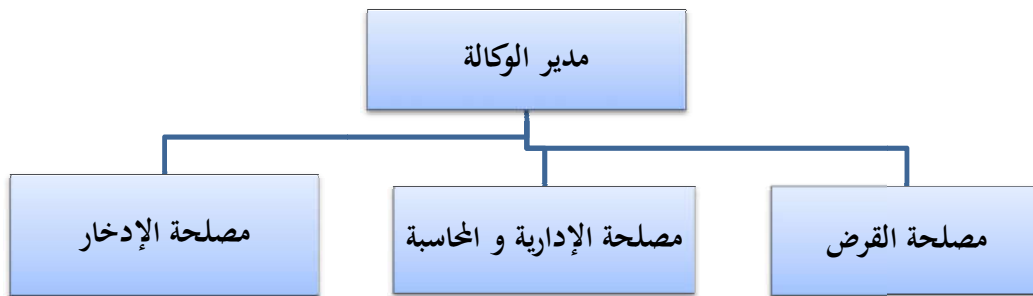 مدير الوكالة
مصلحة القرض
مصلحة الإدارية و المحاسبة
مصلحة الإدخار